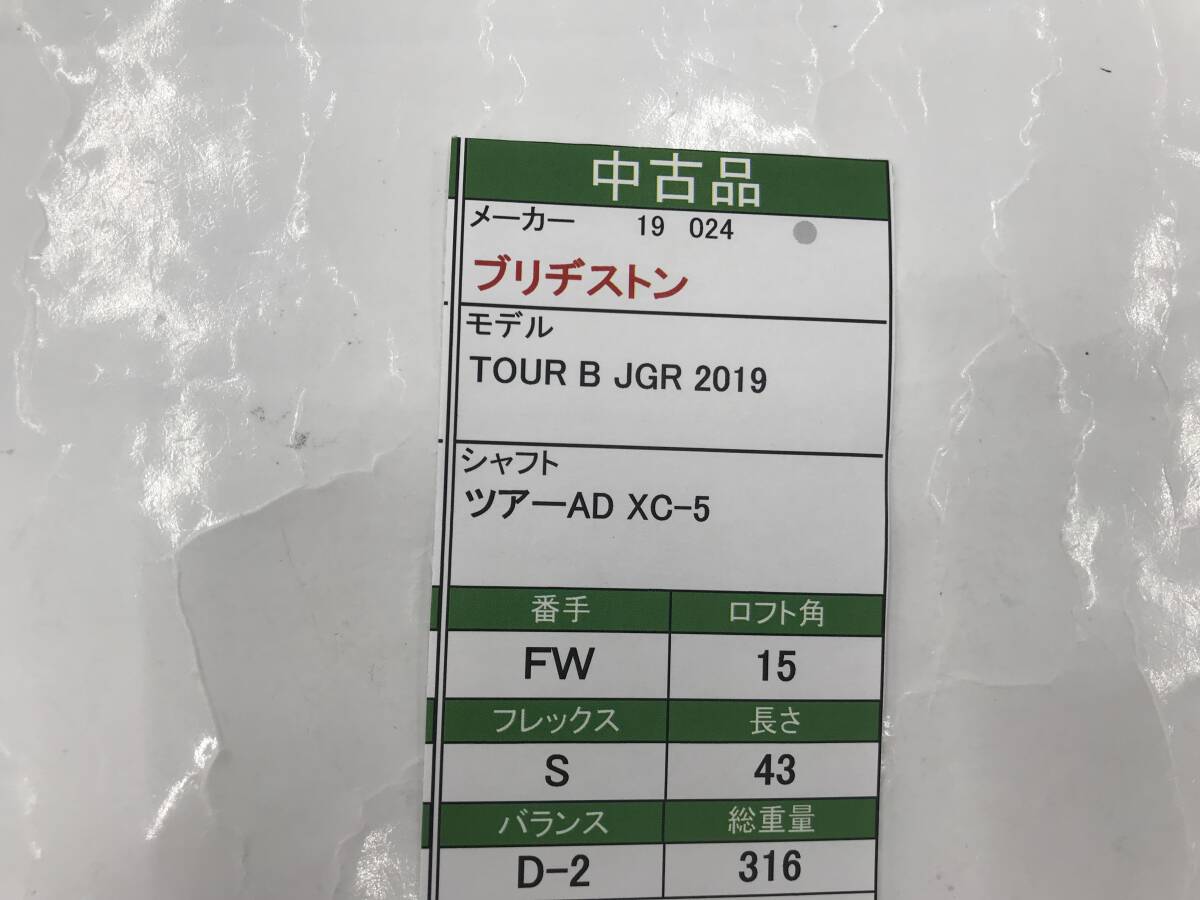 中古品
メーカー 19 024
ブリヂストン
モデル
TOUR B JGR 2019
シャフト
ツアーAD XC-5
番手 ロフト角
FW 15
フレックス 長さ
S 43
バランス 総重量
D-2 316